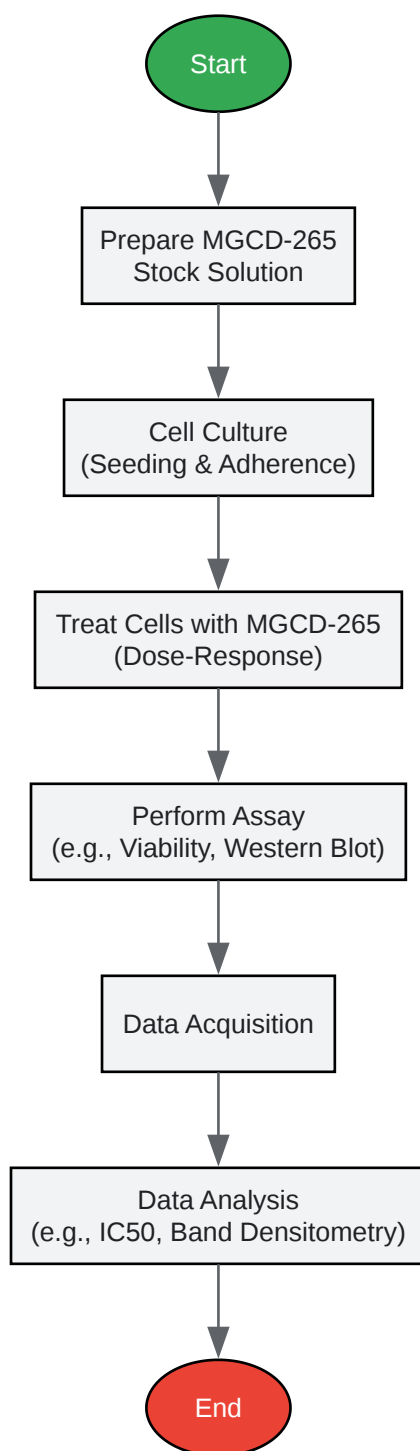 Start
Prepare MGCD-265
Stock Solution
Cell Culture
(Seeding & Adherence)
Treat Cells with MGCD-265
(Dose-Response)
Perform Assay
(e.g., Viability, Western Blot)
Data Acquisition
Data Analysis
(e.g., IC50, Band Densitometry)
End